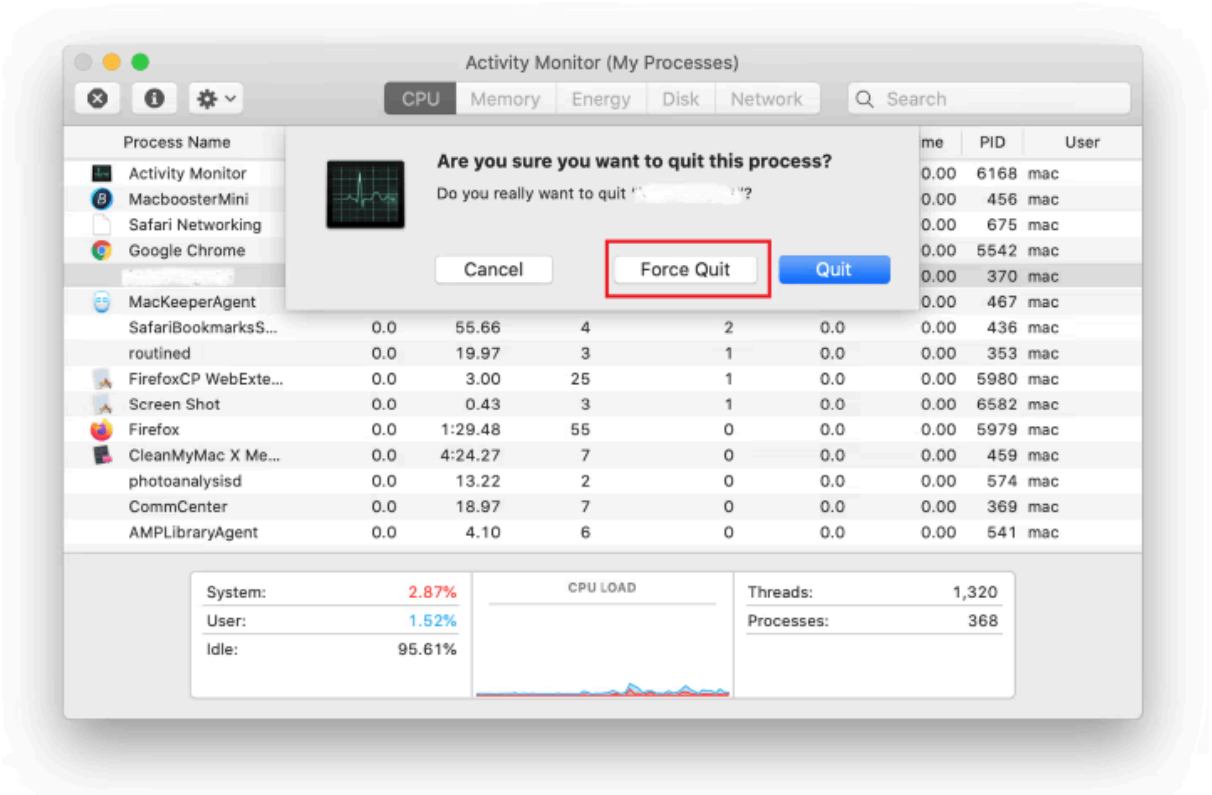 Activity Monitor (My Processes)
CPU Memory Energy Disk Network Search
Process Name me PID User
Are you sure you want to quit this process?
Do you really want to quit " "?
Cancel Force Quit Quit
Activity Monitor 0.00 6168 mac
MacboosterMini 0.00 456 mac
Safari Networking 0.00 675 mac
Google Chrome 0.00 5542 mac
0.00 370 mac
MacKeeperAgent 0.00 467 mac
SafariBookmarksS... 0.0 55.66 4 2 0.0 0.00 436 mac
routined 0.0 19.97 3 1 0.0 0.00 353 mac
FirefoxCP WebExte... 0.0 3.00 25 1 0.0 0.00 5980 mac
Screen Shot 0.0 0.43 3 1 0.0 0.00 6582 mac
Firefox 0.0 1:29.48 55 0 0.0 0.00 5979 mac
CleanMyMac X Me... 0.0 4:24.27 7 0 0.0 0.00 459 mac
photoanalysisd 0.0 13.22 2 0 0.0 0.00 574 mac
CommCenter 0.0 18.97 7 0 0.0 0.00 369 mac
AMPLibraryAgent 0.0 4.10 6 0 0.0 0.00 541 mac
System: 2.87%
User: 1.52%
Idle: 95.61%
CPU LOAD
Threads: 1,320
Processes: 368